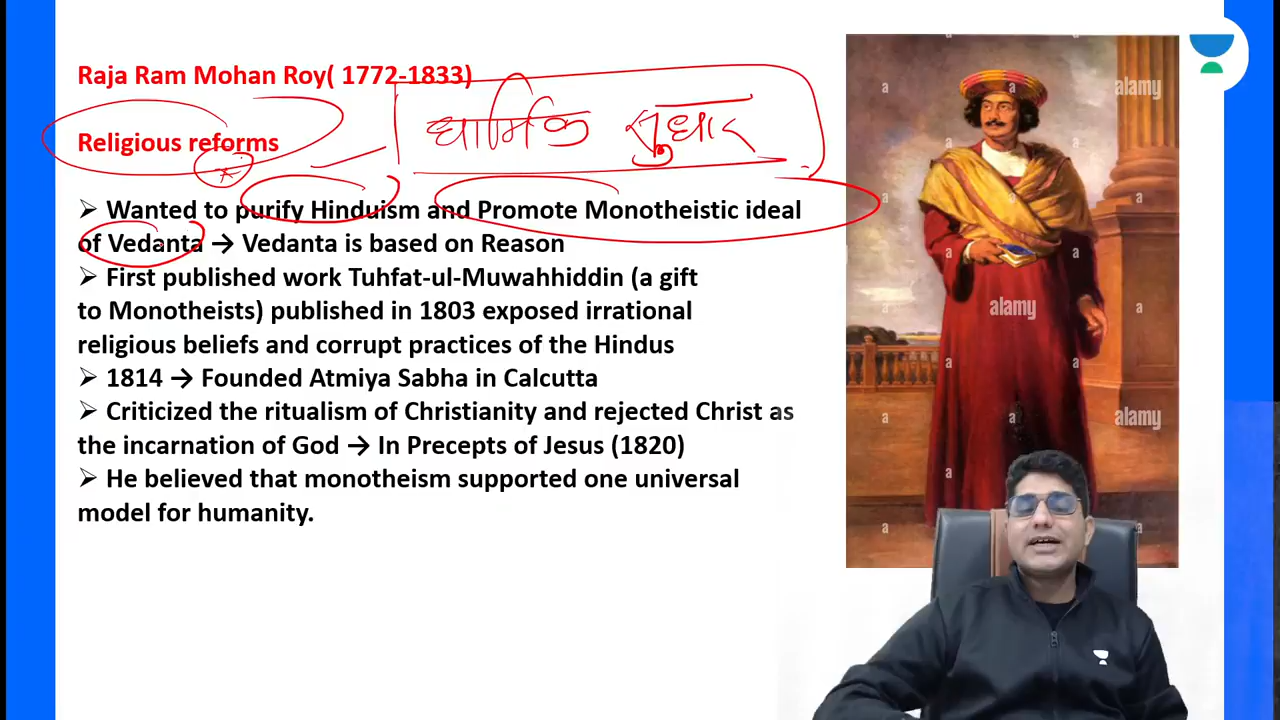 Raja Ram Mohan Roy( 1772-1833)
धार्मिक सुधार
Religious reforms
➢ Wanted to purify Hinduism and Promote Monotheistic ideal
of Vedanta → Vedanta is based on Reason
➢ First published work Tuhfat-ul-Muwahhiddin (a gift
to Monotheists) published in 1803 exposed irrational
religious beliefs and corrupt practices of the Hindus
➢ 1814 → Founded Atmiya Sabha in Calcutta
➢ Criticized the ritualism of Christianity and rejected Christ as
the incarnation of God → In Precepts of Jesus (1820)
➢ He believed that monotheism supported one universal
model for humanity.
a a alamy
a a a
alamy a
a a
a a alamy
a a